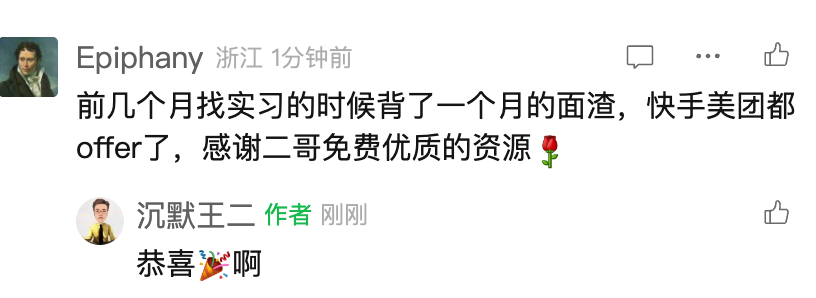 Epiphany 浙江 1分钟前
前几个月找实习的时候背了一个月的面渣，快手美团都
offer了，感谢二哥免费优质的资源🌹
沉默王二 作者 刚刚
恭喜🎉啊